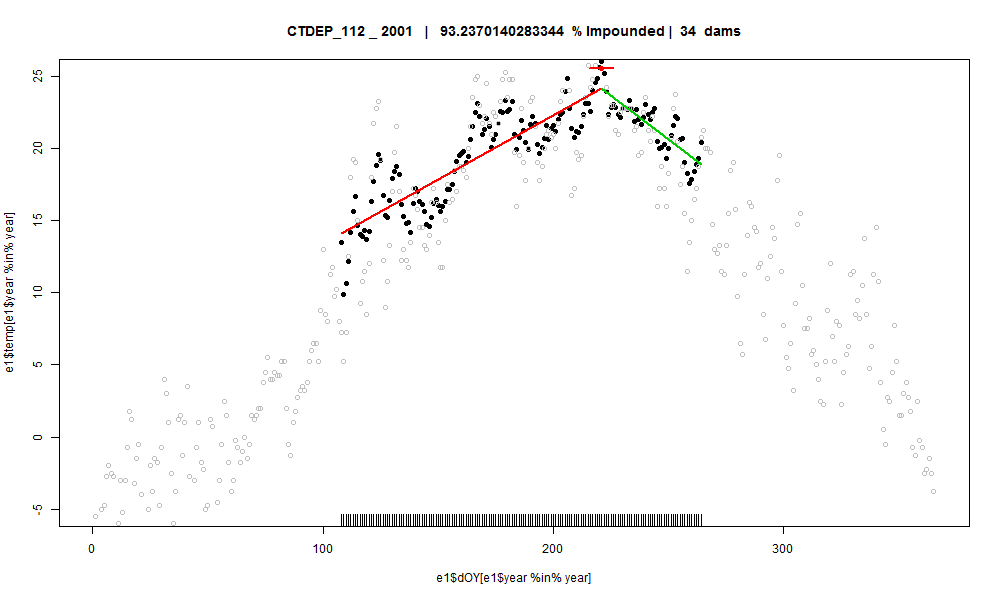 CTDEP_112 _ 2001 | 93.2370140283344 % Impounded | 34 dams
25
20
15
10
5
0
-5
e1$temp[e1$year %in% year]
0 100 200 300
e1$dOY[e1$year %in% year]